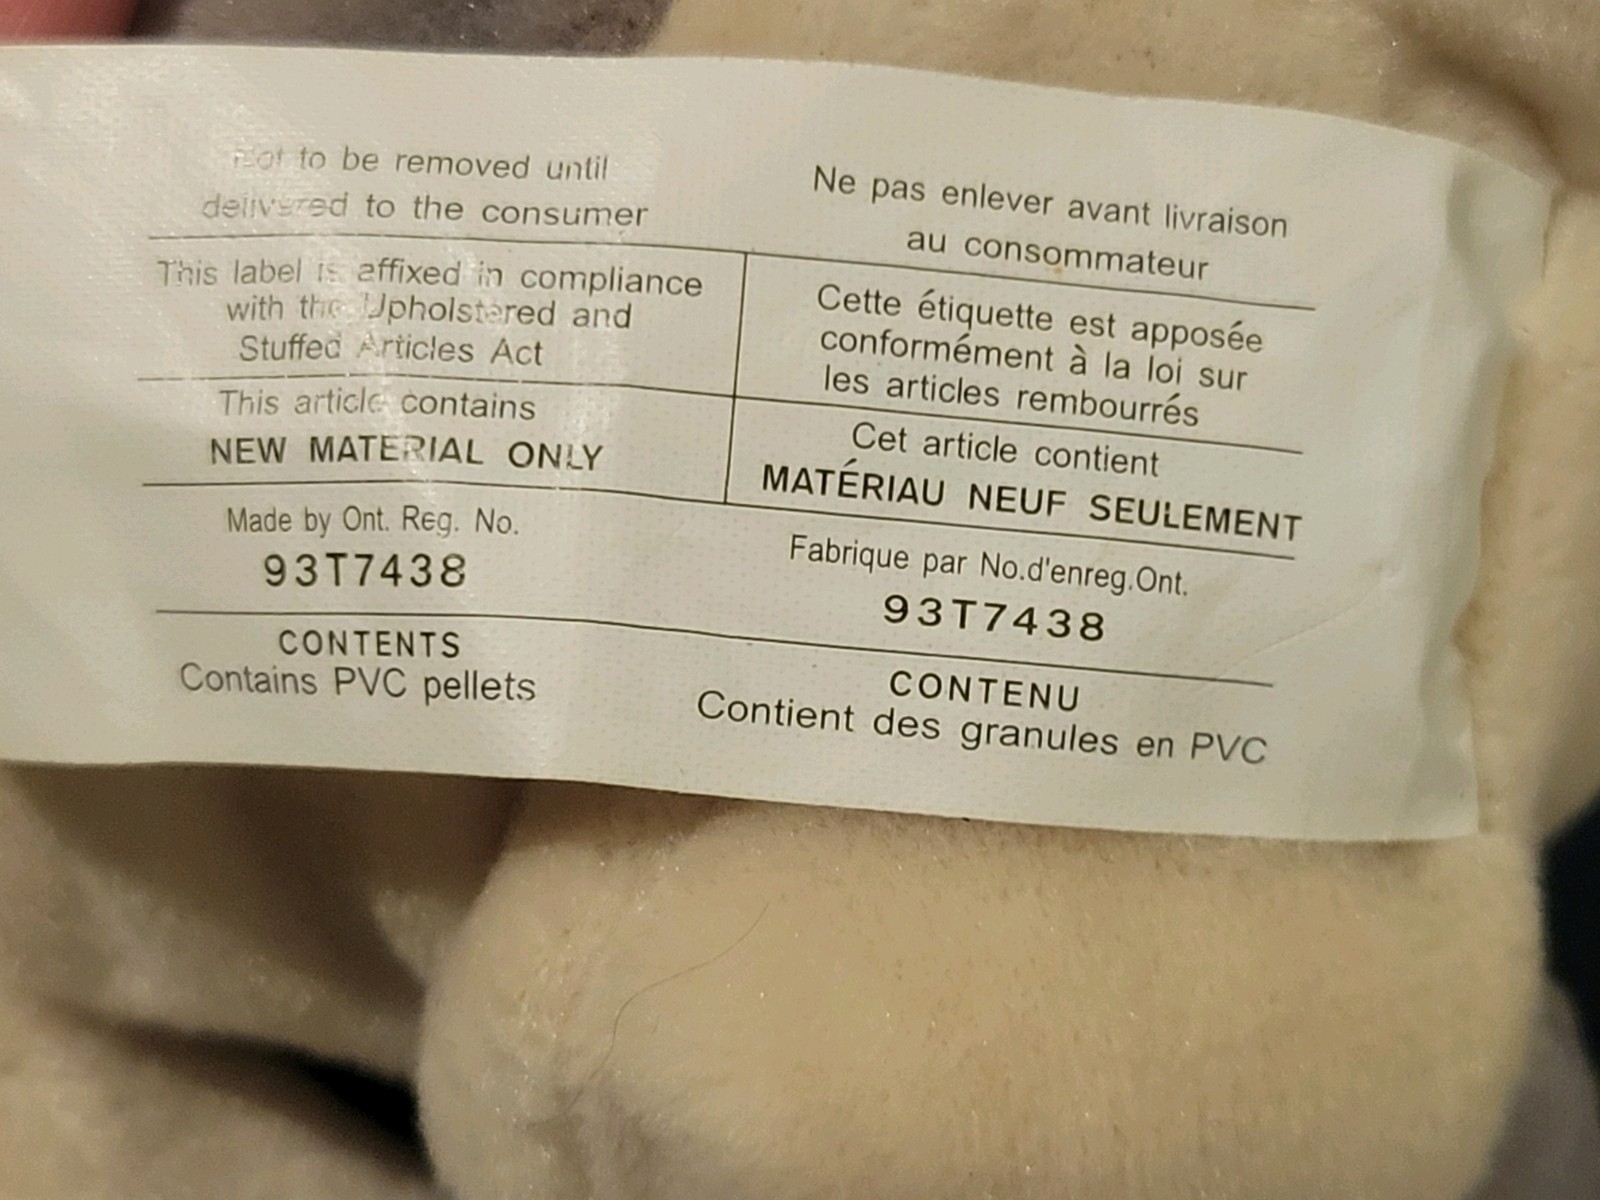 Not to be removed until
delivered to the consumer
This label is affixed in compliance
with the Upholstered and
Stuffed Articles Act
This article contains
NEW MATERIAL ONLY
Made by Ont. Reg. No.
93T7438
CONTENTS
Contains PVC pellets
Ne pas enlever avant livraison
au consommateur
Cette étiquette est apposée
conformément à la loi sur
les articles rembourrés
Cet article contient
MATÉRIAU NEUF SEULEMENT
Fabrique par No.d'enreg.Ont.
93T7438
CONTENU
Contient des granules en PVC